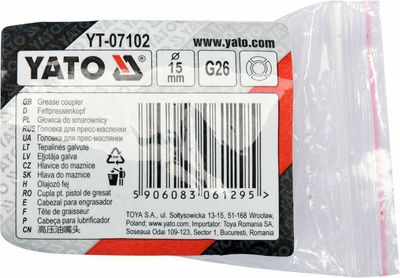 YT-07102
www.yato.com
YATO
Ø
15
mm
G26
GB Grease coupler
D Fettpressenkopf
PL Głowica do smarownicy
RUS Головка для пресс-масленки
UA Головка для прес-маслянки
LT Tepalinės galvutė
LV Eļļotāja galva
CZ Hlavice do maznice
SK Hlava do maznice
H Olajozó fej
RO Cupla pt. pistol de gresat
E Cabezal para engrasador
F Tête de graisseur
P Cabeça para lubrificador
CN 高压油嘴头
5 906083 061295 >
TOYA S.A., ul. Sołtysowicka 13-15, 51-168 Wrocław,
Poland; www.yato.com; Importator: Toya Romania SA,
Soseaua Odai 109-123, Sector 1, Bucuresti, Romania